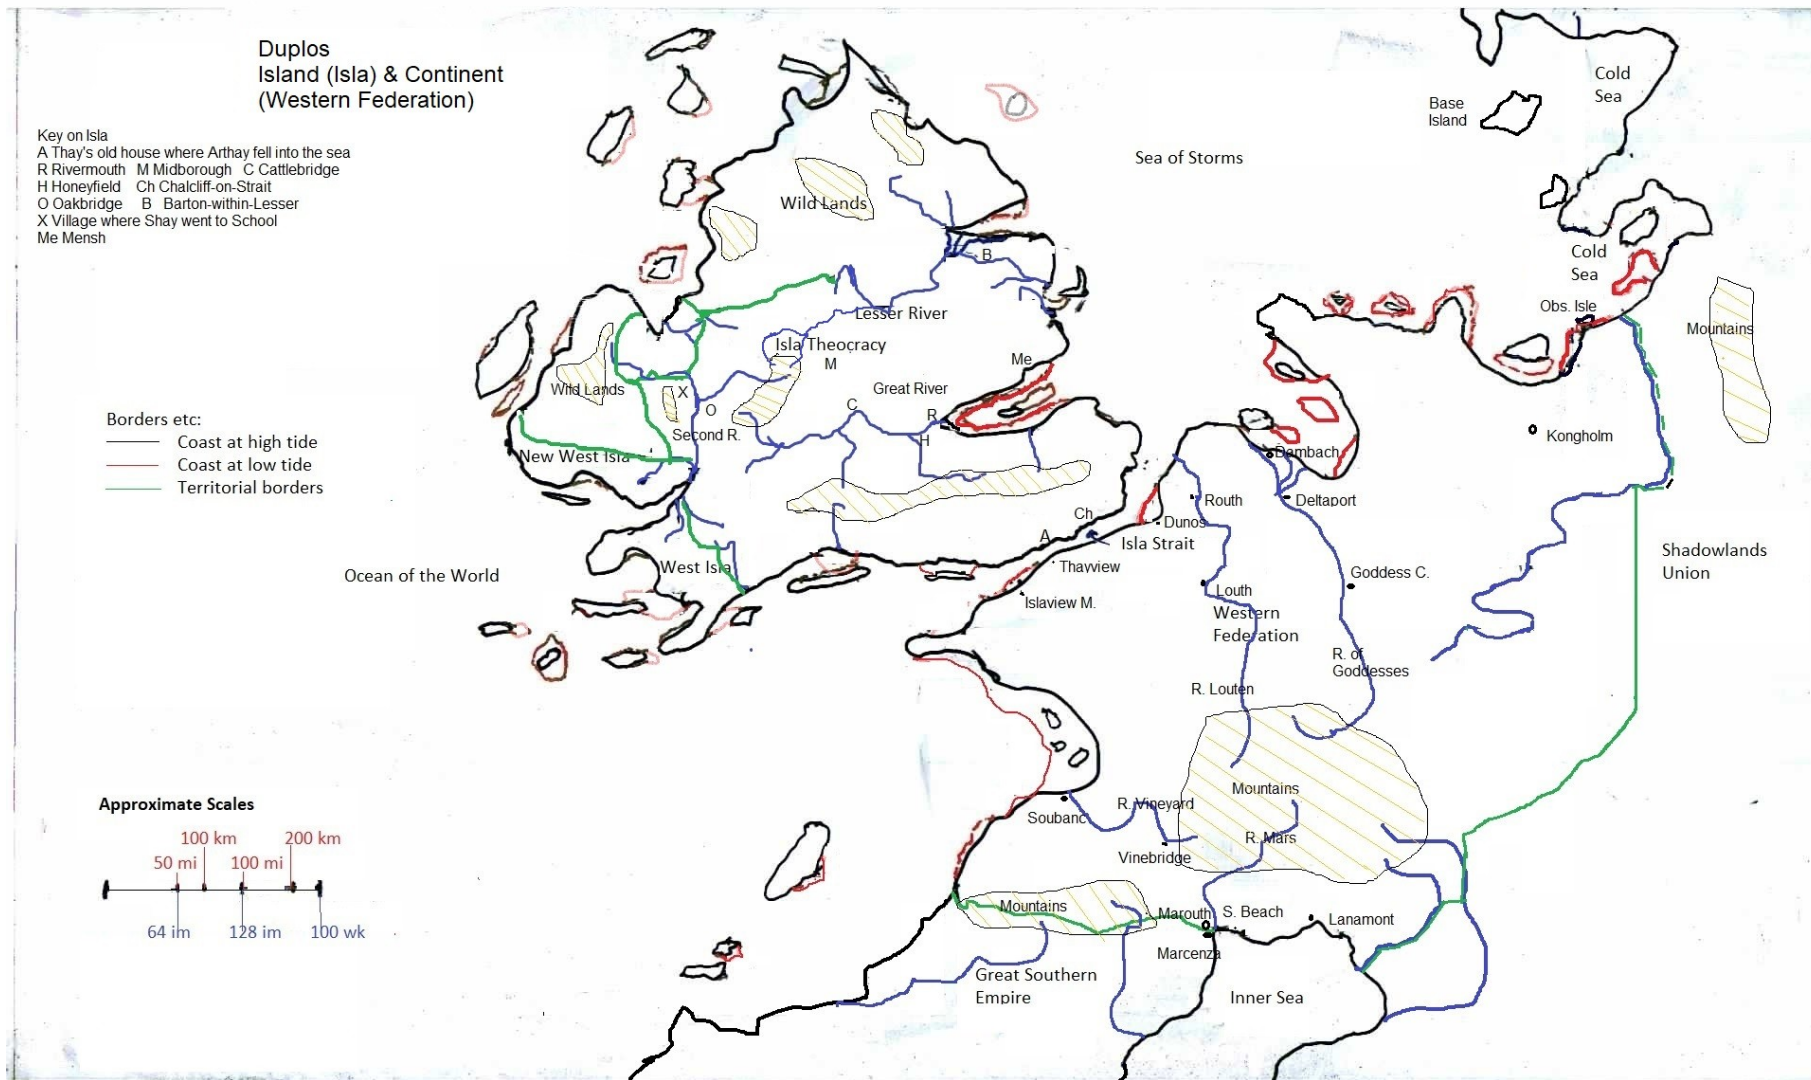 Duplos
Island (Isla) & Continent
(Western Federation)
Key on Isla
A Thay's old house where Arthay fell into the sea
R Rivermouth M Midborough C Cattlebridge
H Honeyfield Ch Chalcliff-on-Strait
O Oakbridge B Barton-within-Lesser
X Village where Shay went to School
Me Mensh
Cold
Sea
Base
Island
Sea of Storms
Wild Lands
B
Cold
Sea
Obs. Isle
Lesser River
Mountains
Isla Theocracy
M
Me
Wild Lands
X
Great River
O
C
R
H
Borders etc:
Coast at high tide
Coast at low tide
Territorial borders
Second R.
New West Isla
Kongholm
Dambach
Routh
Deltaport
Ch
Dunos
A
Isla Strait
Shadowlands
Union
Ocean of the World
West Isla
Thayview
Goddess C.
Islaview M.
Louth
Western
Federation
R. of
Goddesses
R. Louten
Mountains
Approximate Scales
100 km
200 km
50 mi
100 mi
64 im
128 im
100 wk
R. Vineyard
Soubanc
R. Mars
Vinebridge
Mountains
Marouth
S. Beach
Lanamont
Marcenza
Great Southern
Empire
Inner Sea